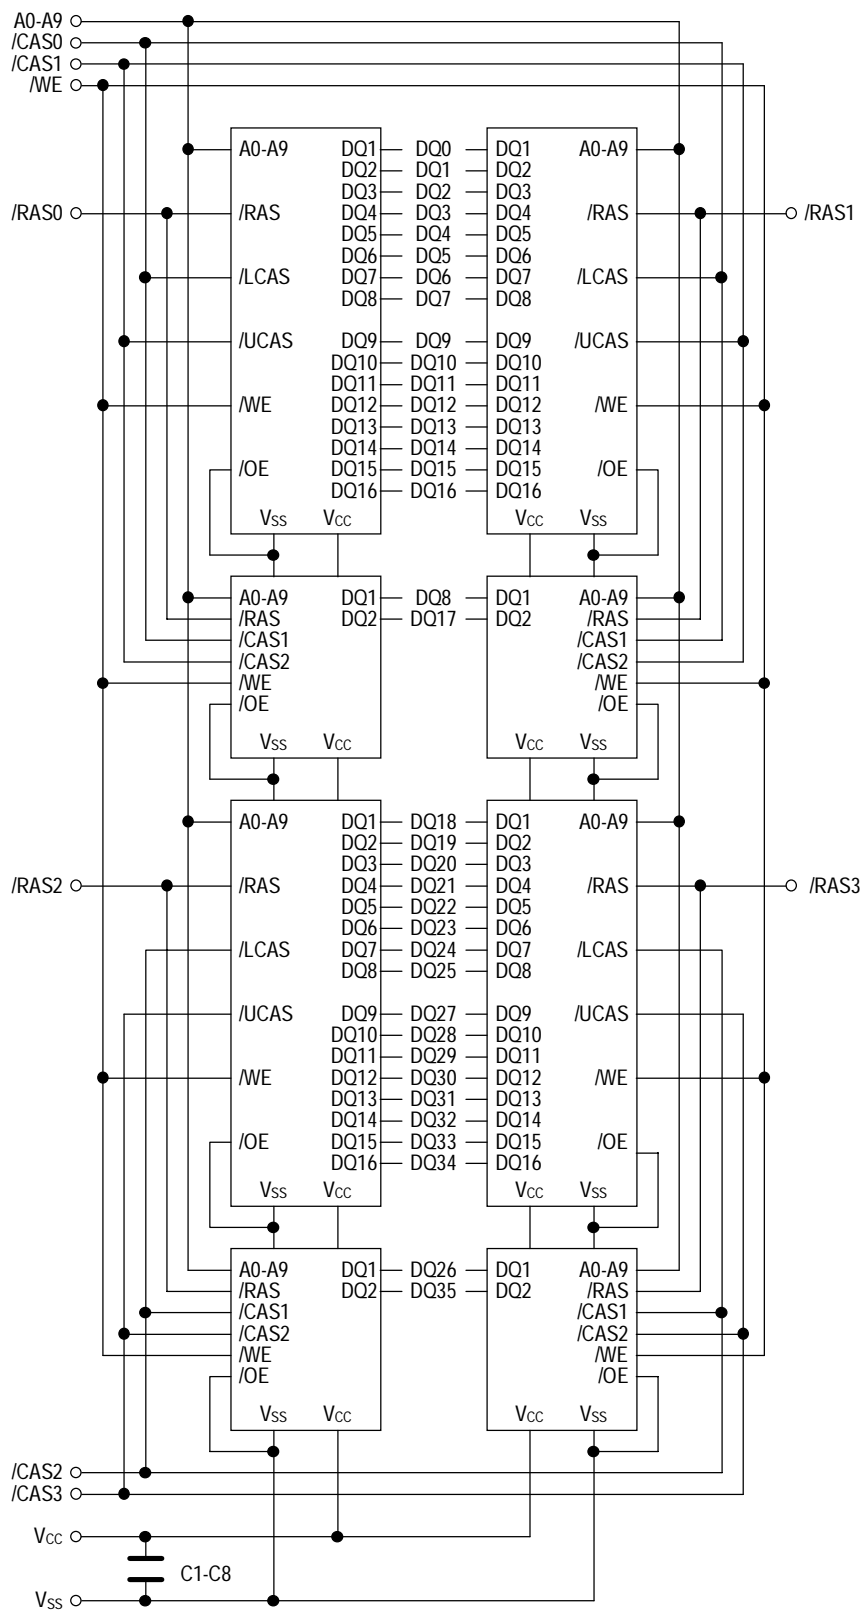 A0-A9
/CAS0
/CAS1
/WE
A0-A9 DQ1 DQ0 DQ1 A0-A9
DQ2 DQ1 DQ2
DQ3 DQ2 DQ3
/RAS0 /RAS DQ4 DQ3 DQ4 /RAS /RAS1
DQ5 DQ4 DQ5
DQ6 DQ5 DQ6
/LCAS DQ7 DQ6 DQ7 /LCAS
DQ8 DQ7 DQ8
/UCAS DQ9 DQ9 DQ9 /UCAS
DQ10 DQ10 DQ10
DQ11 DQ11 DQ11
/WE DQ12 DQ12 DQ12 /WE
DQ13 DQ13 DQ13
DQ14 DQ14 DQ14
/OE DQ15 DQ15 DQ15 /OE
DQ16 DQ16 DQ16
VSS VCC VCC VSS
A0-A9 DQ1 DQ8 DQ1 A0-A9
/RAS DQ2 DQ17 DQ2 /RAS
/CAS1 /CAS1
/CAS2 /CAS2
/WE /WE
/OE /OE
VSS VCC VCC VSS
A0-A9 DQ1 DQ18 DQ1 A0-A9
DQ2 DQ19 DQ2
DQ3 DQ20 DQ3
/RAS2 /RAS DQ4 DQ21 DQ4 /RAS /RAS3
DQ5 DQ22 DQ5
DQ6 DQ23 DQ6
/LCAS DQ7 DQ24 DQ7 /LCAS
DQ8 DQ25 DQ8
/UCAS DQ9 DQ27 DQ9 /UCAS
DQ10 DQ28 DQ10
DQ11 DQ29 DQ11
/WE DQ12 DQ30 DQ12 /WE
DQ13 DQ31 DQ13
DQ14 DQ32 DQ14
/OE DQ15 DQ33 DQ15 /OE
DQ16 DQ34 DQ16
VSS VCC VCC VSS
A0-A9 DQ1 DQ26 DQ1 A0-A9
/RAS DQ2 DQ35 DQ2 /RAS
/CAS1 /CAS1
/CAS2 /CAS2
/WE /WE
/OE /OE
VSS VCC VCC VSS
/CAS2
/CAS3
VCC
C1-C8
VSS